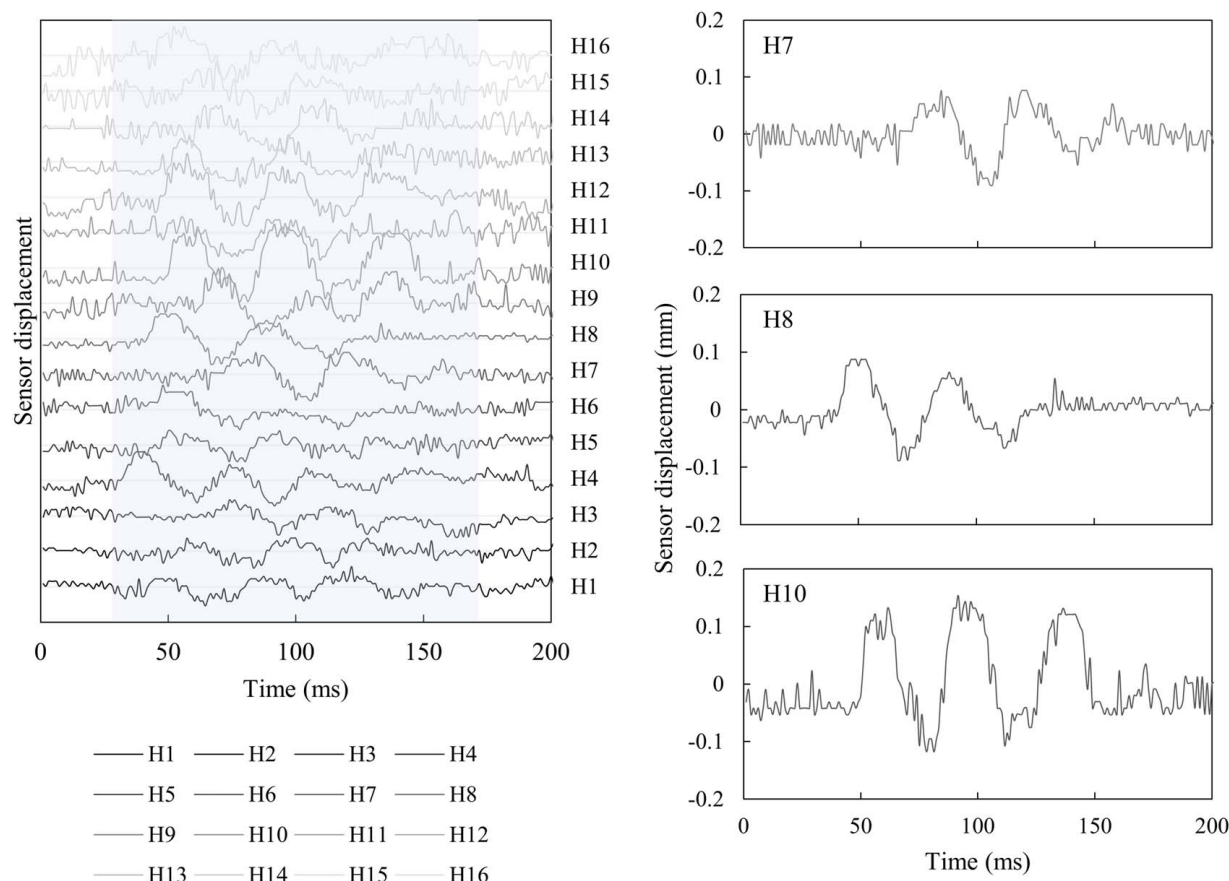 Sensor displacement
H16
H15
H14
H13
H12
H11
H10
H9
H8
H7
H6
H5
H4
H3
H2
H1
0 50 100 150 200
Time (ms)
H1 H2 H3 H4
H5 H6 H7 H8
H9 H10 H11 H12
H13 H14 H15 H16
Sensor displacement (mm)
H7
0.2
0.1
0
-0.1
-0.2
H8
0.2
0.1
0
-0.1
-0.2
H10
0.2
0.1
0
-0.1
-0.2
0 50 100 150 200
Time (ms)